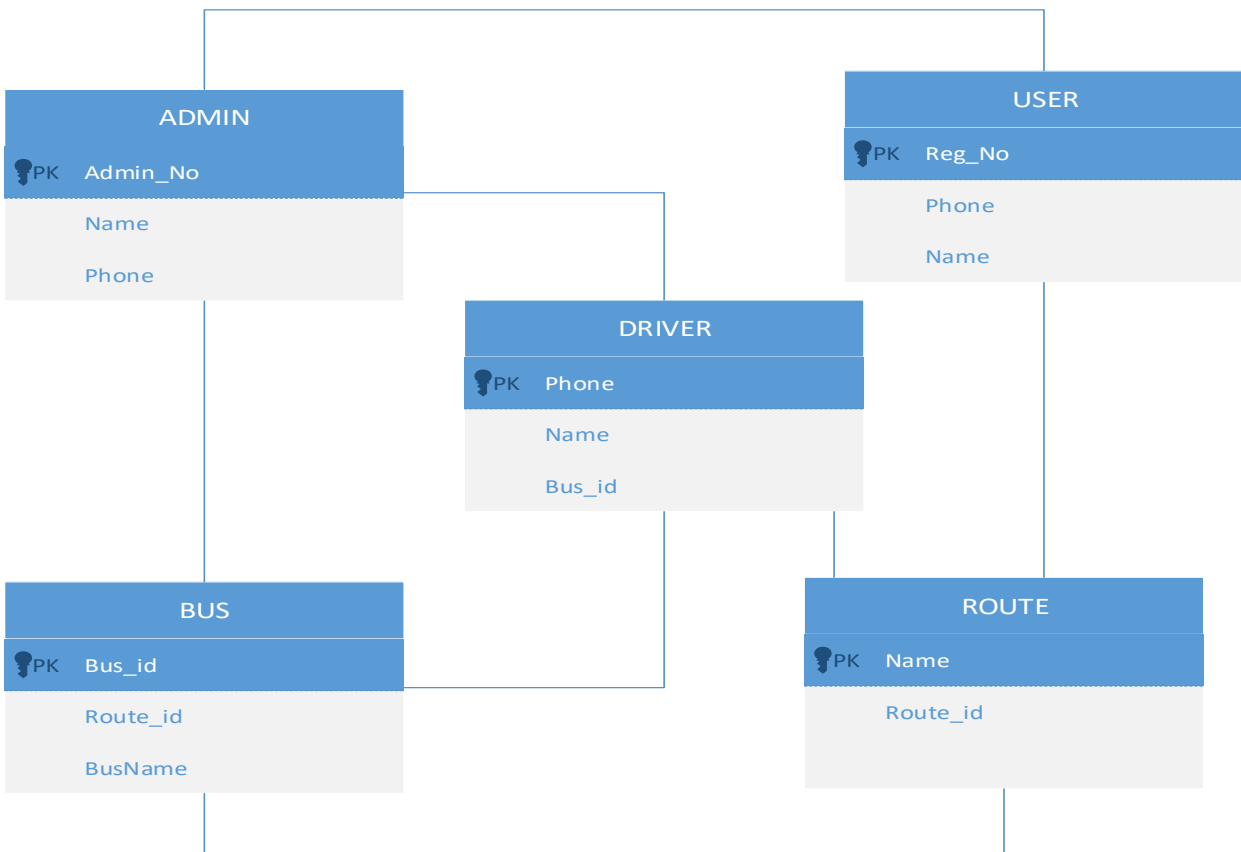 ADMIN
PK Admin_No
Name
Phone
USER
PK Reg_No
Phone
Name
DRIVER
PK Phone
Name
Bus_id
BUS
PK Bus_id
Route_id
BusName
ROUTE
PK Name
Route_id